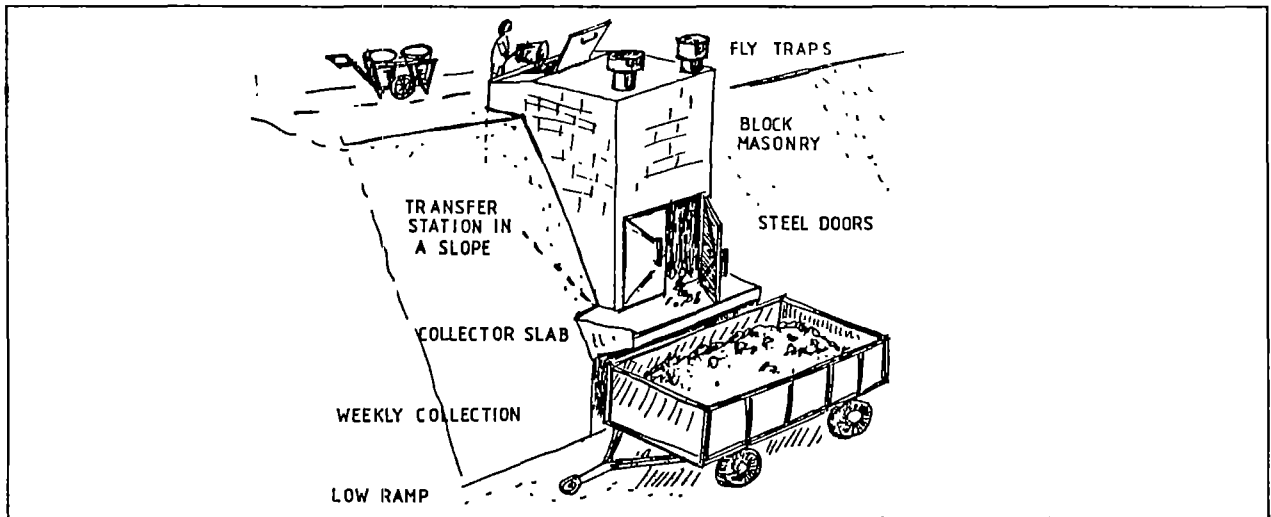 FLY TRAPS
BLOCK
MASONRY
TRANSFER
STATION IN
A SLOPE
STEEL DOORS
COLLECTOR SLAB
WEEKLY COLLECTION
LOW RAMP